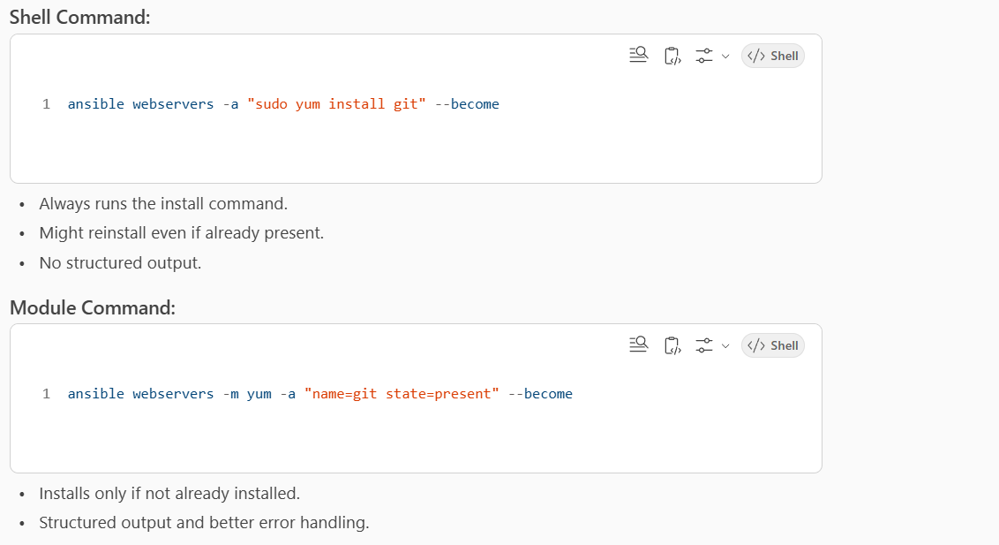 Shell Command:
</> Shell
1 ansible webservers -a "sudo yum install git" --become
• Always runs the install command.
• Might reinstall even if already present.
• No structured output.
Module Command:
</> Shell
1 ansible webservers -m yum -a "name=git state=present" --become
• Installs only if not already installed.
• Structured output and better error handling.